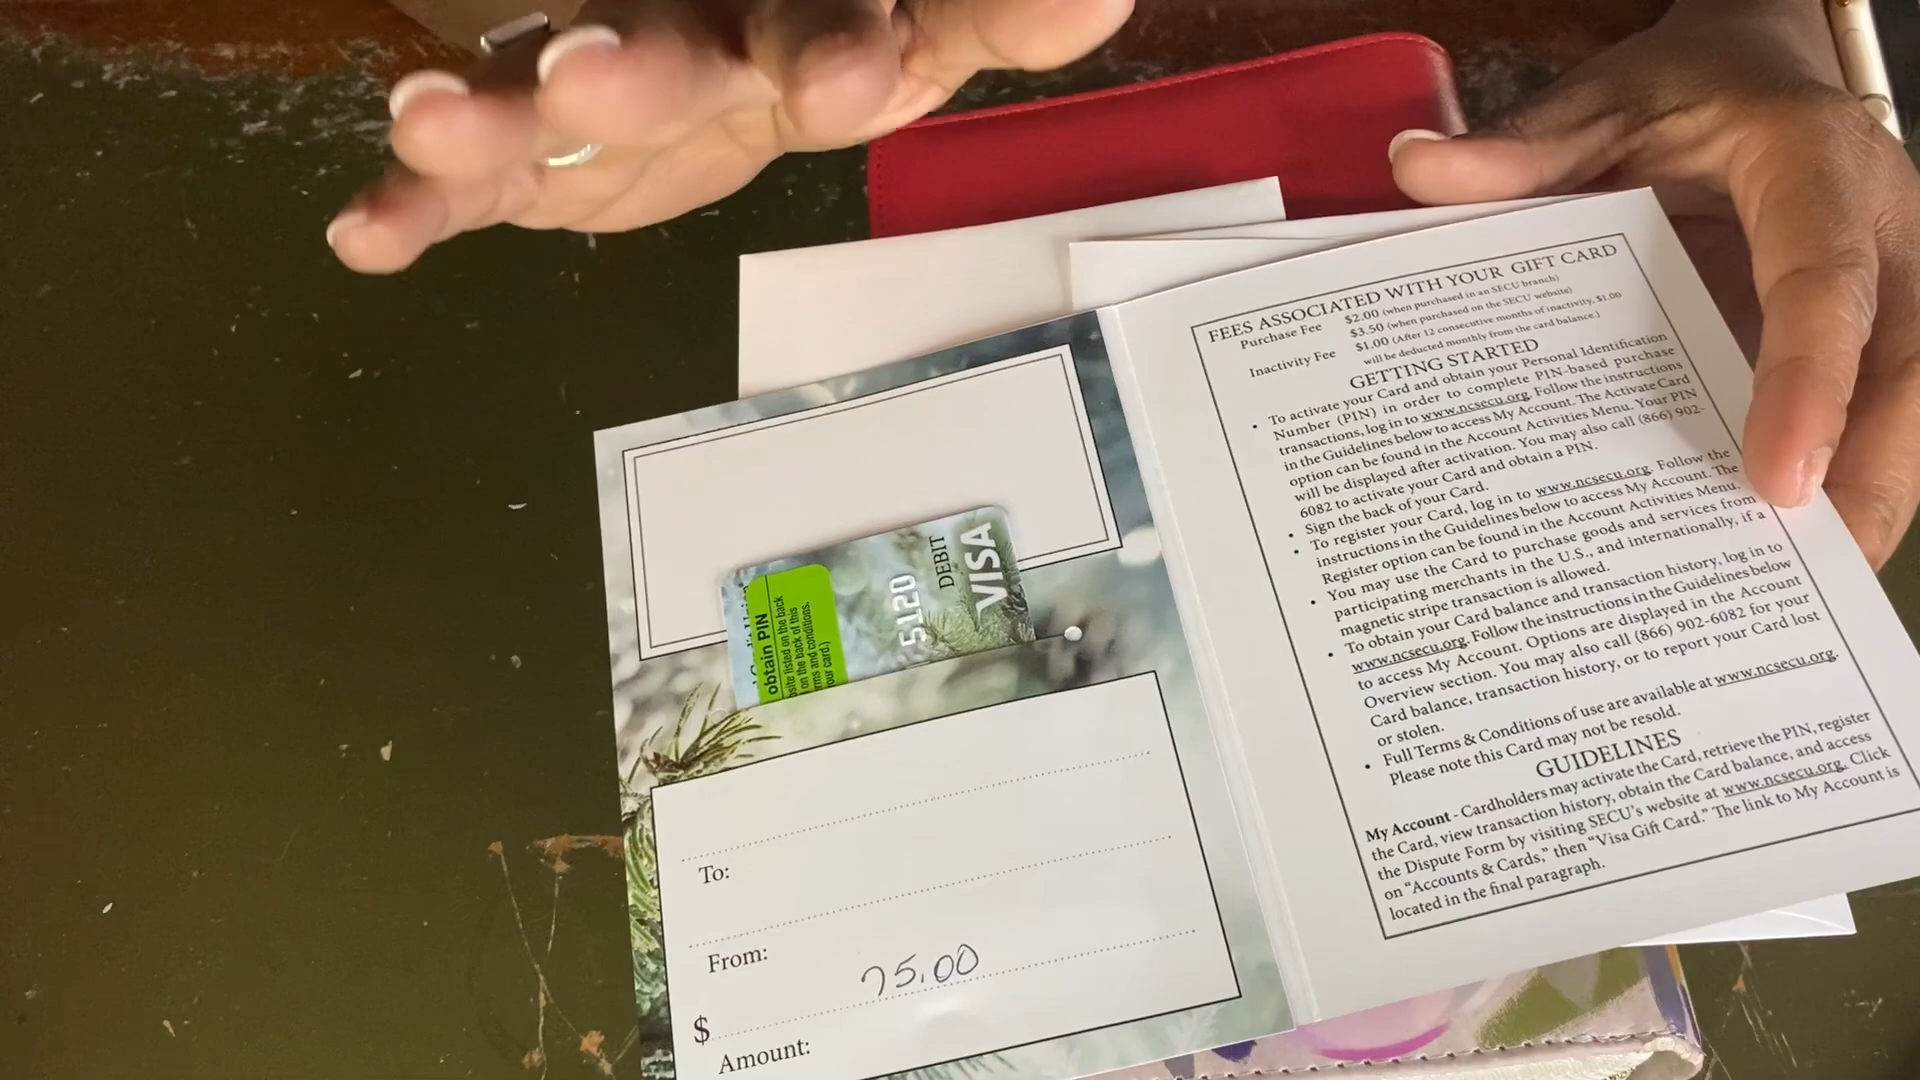 obtain PIN
site listed on the back
on the back of this
rms and conditions.
our card.)
5120
DEBIT
VISA
To:
From:
$ 75.00
Amount:
FEES ASSOCIATED WITH YOUR GIFT CARD
Purchase Fee $2.00 (when purchased in an SECU branch)
$3.50 (when purchased on the SECU website)
Inactivity Fee $1.00 (After 12 consecutive months of inactivity, $1.00
will be deducted monthly from the card balance.)
GETTING STARTED
• To activate your Card and obtain your Personal Identification
Number (PIN) in order to complete PIN-based purchase
transactions, log in to www.ncsecu.org. Follow the instructions
in the Guidelines below to access My Account. The Activate Card
option can be found in the Account Activities Menu. Your PIN
will be displayed after activation. You may also call (866) 902-
6082 to activate your Card and obtain a PIN.
• Sign the back of your Card.
• To register your Card, log in to www.ncsecu.org. Follow the
instructions in the Guidelines below to access My Account. The
Register option can be found in the Account Activities Menu.
• You may use the Card to purchase goods and services from
participating merchants in the U.S., and internationally, if a
magnetic stripe transaction is allowed.
• To obtain your Card balance and transaction history, log in to
www.ncsecu.org. Follow the instructions in the Guidelines below
to access My Account. Options are displayed in the Account
Overview section. You may also call (866) 902-6082 for your
Card balance, transaction history, or to report your Card lost
or stolen.
• Full Terms & Conditions of use are available at www.ncsecu.org.
Please note this Card may not be resold.
GUIDELINES
My Account - Cardholders may activate the Card, retrieve the PIN, register
the Card, view transaction history, obtain the Card balance, and access
the Dispute Form by visiting SECU's website at www.ncsecu.org. Click
on "Accounts & Cards," then "Visa Gift Card." The link to My Account is
located in the final paragraph.